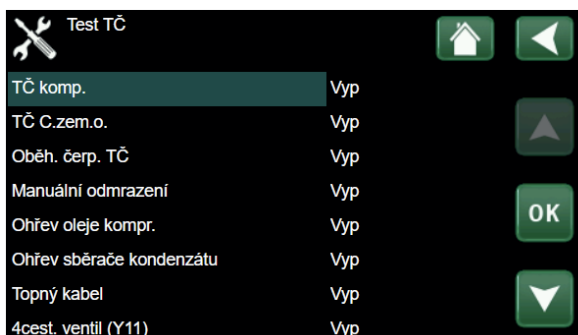 Test TČ
TČ komp. Vyp
TČ C.zem.o. Vyp
Oběh. čerp. TČ Vyp
Manuální odmrazení Vyp
Ohřev oleje kompr. Vyp
OK
Ohřev sběrače kondenzátu Vyp
Topný kabel Vyp
4cest. ventil (Y11) Vyp